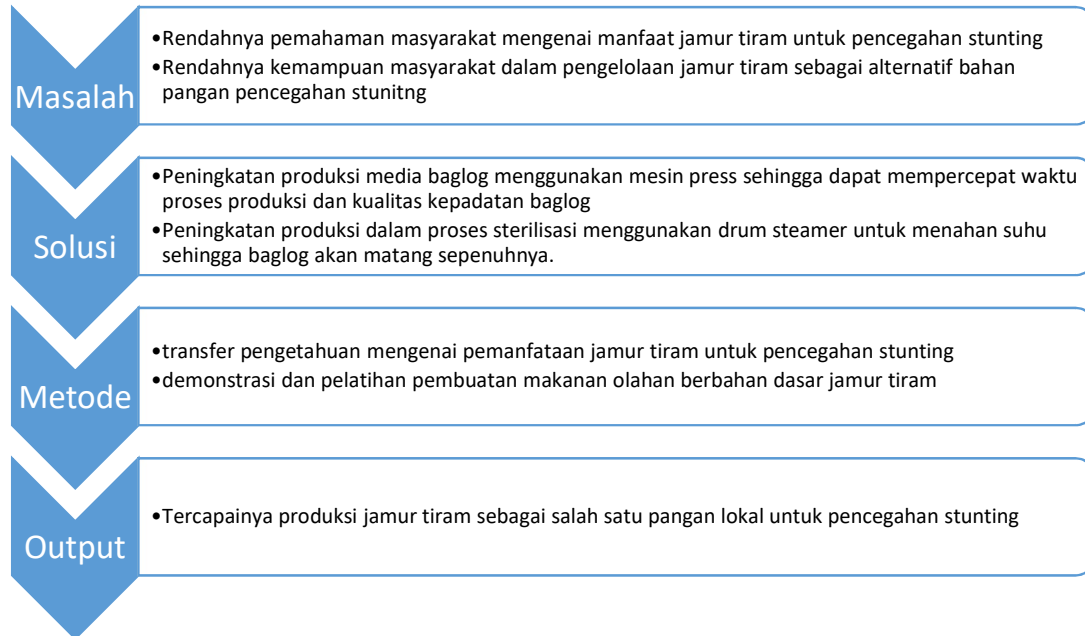 Masalah
•Rendahnya pemahaman masyarakat mengenai manfaat jamur tiram untuk pencegahan stunting
•Rendahnya kemampuan masyarakat dalam pengelolaan jamur tiram sebagai alternatif bahan
pangan pencegahan stunitng
Solusi
•Peningkatan produksi media baglog menggunakan mesin press sehingga dapat mempercepat waktu
proses produksi dan kualitas kepadatan baglog
•Peningkatan produksi dalam proses sterilisasi menggunakan drum steamer untuk menahan suhu
sehingga baglog akan matang sepenuhnya.
Metode
•transfer pengetahuan mengenai pemanfataan jamur tiram untuk pencegahan stunting
•demonstrasi dan pelatihan pembuatan makanan olahan berbahan dasar jamur tiram
Output
•Tercapainya produksi jamur tiram sebagai salah satu pangan lokal untuk pencegahan stunting